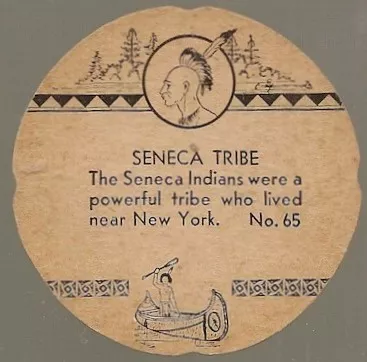 SENECA TRIBE
The Seneca Indians were a
powerful tribe who lived
near New York. No. 65